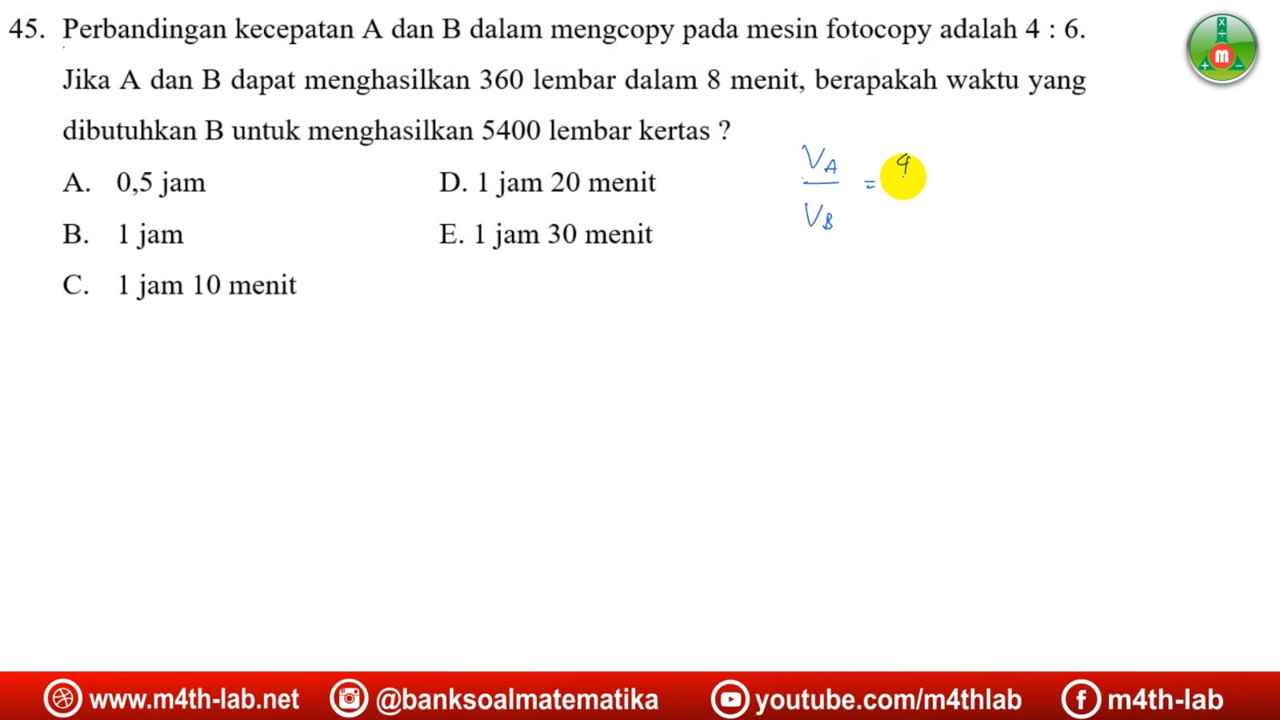 45. Perbandingan kecepatan A dan B dalam mengcopy pada mesin fotocopy adalah 4 : 6.
Jika A dan B dapat menghasilkan 360 lembar dalam 8 menit, berapakah waktu yang
dibutuhkan B untuk menghasilkan 5400 lembar kertas ?
A. 0,5 jam
B. 1 jam
C. 1 jam 10 menit
D. 1 jam 20 menit
E. 1 jam 30 menit
V_A / V_B = 4
x ÷ m + −
www.m4th-lab.net @banksoalmatematika youtube.com/m4thlab m4th-lab